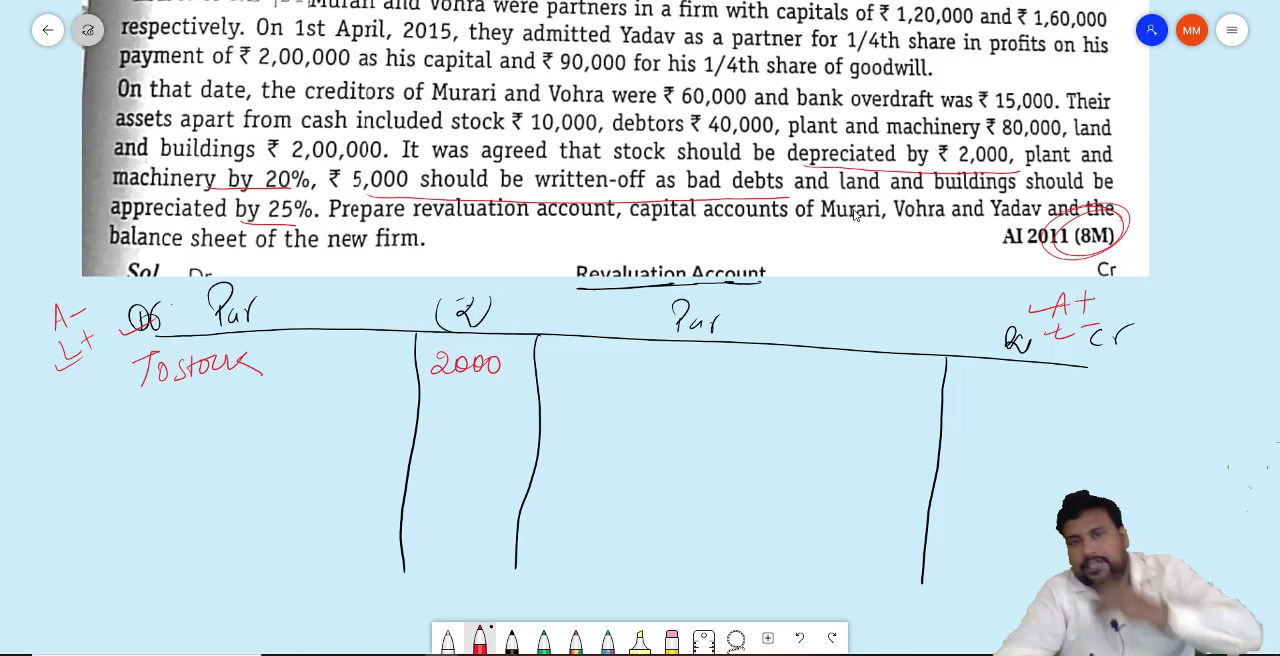 Murari and Vohra were partners in a firm with capitals of ₹ 1,20,000 and ₹ 1,60,000
respectively. On 1st April, 2015, they admitted Yadav as a partner for 1/4th share in profits on his
payment of ₹ 2,00,000 as his capital and ₹ 90,000 for his 1/4th share of goodwill.
On that date, the creditors of Murari and Vohra were ₹ 60,000 and bank overdraft was ₹ 15,000. Their
assets apart from cash included stock ₹ 10,000, debtors ₹ 40,000, plant and machinery ₹ 80,000, land
and buildings ₹ 2,00,000. It was agreed that stock should be depreciated by ₹ 2,000, plant and
machinery by 20%, ₹ 5,000 should be written-off as bad debts and land and buildings should be
appreciated by 25%. Prepare revaluation account, capital accounts of Murari, Vohra and Yadav and the
balance sheet of the new firm. AI 2011 (8M)
Sol Dr Revaluation Account Cr
A- Par (₹) Par A+
L+ L- Cr
To stock 2000
MM